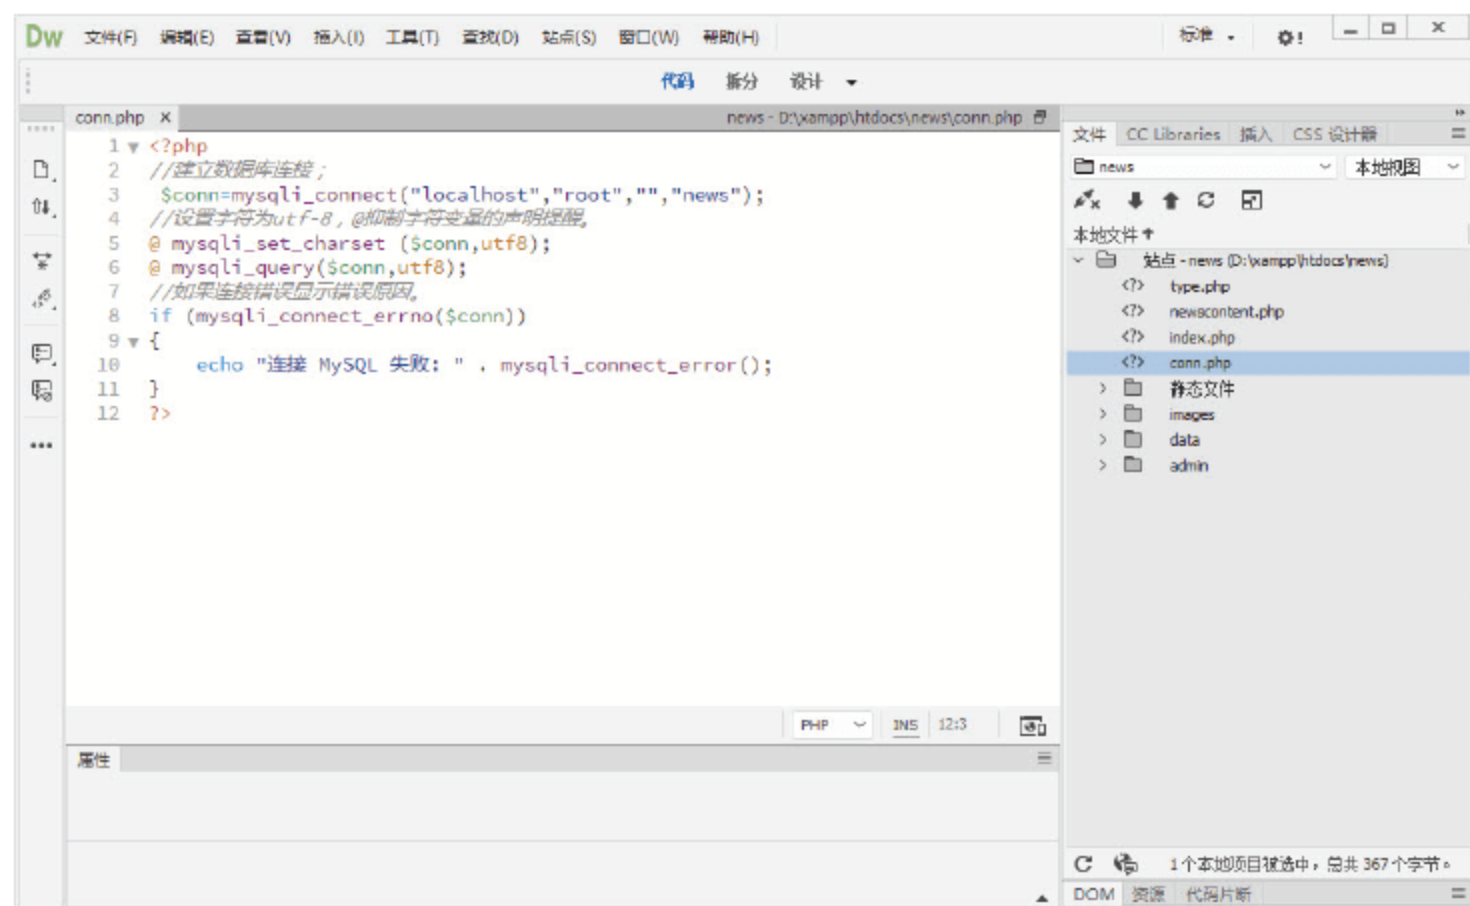 Dw 文件(F) 编辑(E) 查看(V) 插入(I) 工具(T) 查找(D) 站点(S) 窗口(W) 帮助(H) 标准
代码 拆分 设计
conn.php × news - D:\xampp\htdocs\news\conn.php
1 <?php
2 //建立数据库连接；
3 $conn=mysqli_connect("localhost","root","","news");
4 //设置字符为utf-8，@抑制字符变量的声明提醒。
5 @ mysqli_set_charset ($conn,utf8);
6 @ mysqli_query($conn,utf8);
7 //如果连接错误显示错误原因。
8 if (mysqli_connect_errno($conn))
9 {
10 echo "连接 MySQL 失败: " . mysqli_connect_error();
11 }
12 ?>
PHP INS 12:3
属性
文件 CC Libraries 插入 CSS 设计器
news 本地视图
本地文件↑
站点 - news (D:\xampp\htdocs\news)
<?> type.php
<?> newscontent.php
<?> index.php
<?> conn.php
静态文件
images
data
admin
1个本地项目被选中，总共 367个字节。
DOM 资源 代码片断